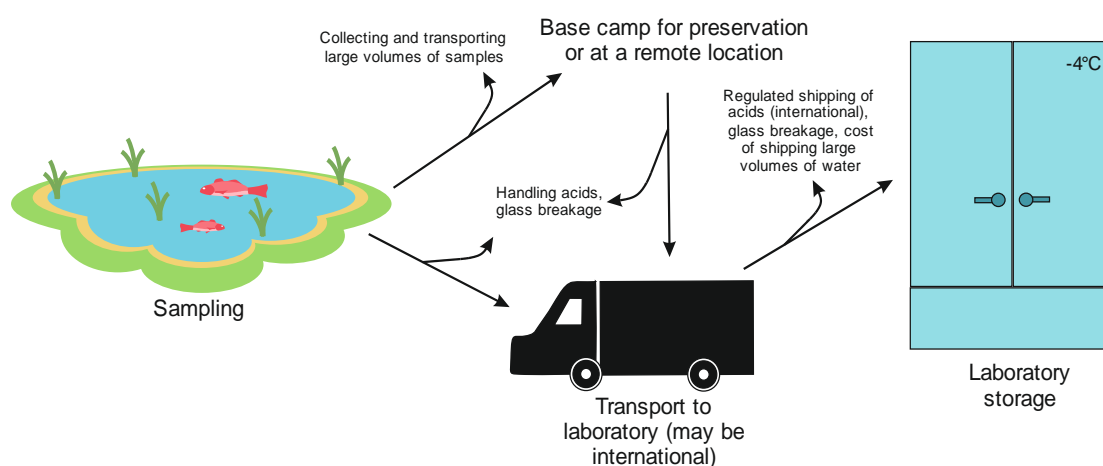 Collecting and transporting
large volumes of samples
Base camp for preservation
or at a remote location
-4°C
Regulated shipping of
acids (international),
glass breakage, cost
of shipping large
volumes of water
Handling acids,
glass breakage
Sampling
Transport to
laboratory (may be
international)
Laboratory
storage